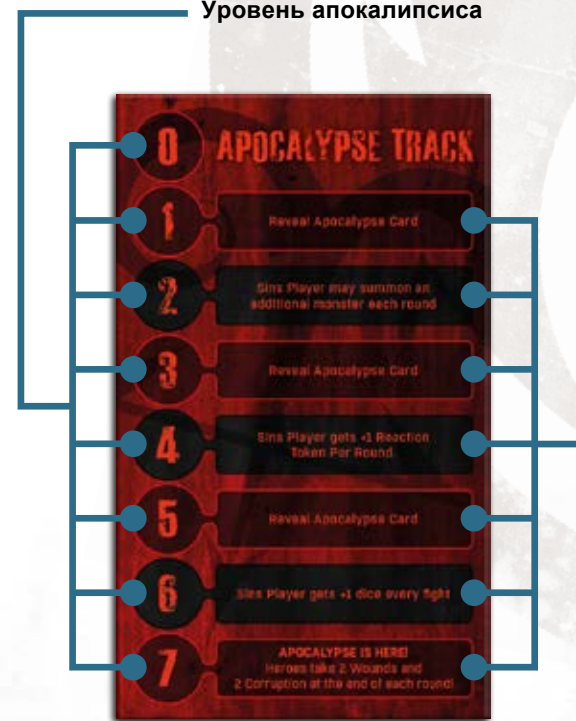 Уровень апокалипсиса
0 APOCALYPSE TRACK
1 Reveal Apocalypse Card
2 Sins Player may summon an
additional monster each round
3 Reveal Apocalypse Card
4 Sins Player gets +1 Reaction
Token Per Round
5 Reveal Apocalypse Card
6 Sins Player gets +1 dice every fight
7 APOCALYPSE IS HERE!
Heroes take 2 Wounds and
2 Corruption at the end of each round!